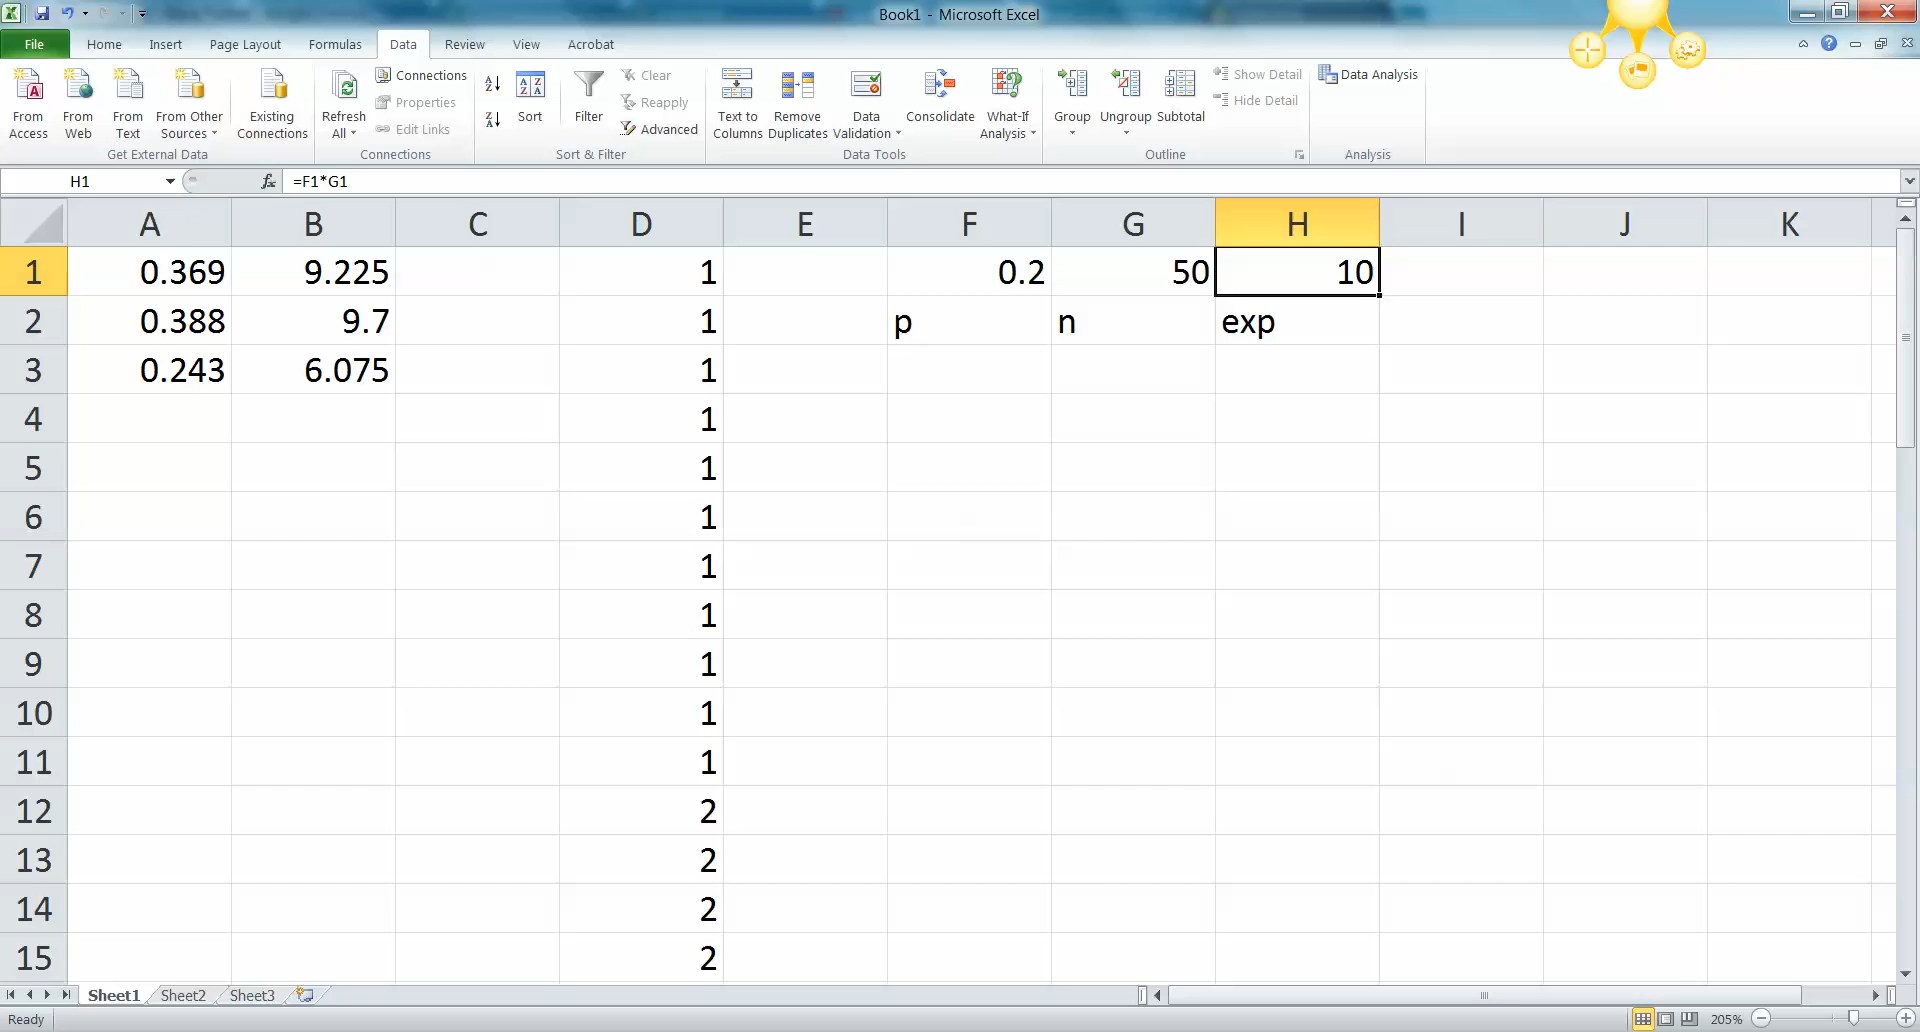 Book1 - Microsoft Excel
File Home Insert Page Layout Formulas Data Review View Acrobat
From Access
From Web
From Text
From Other Sources
Existing Connections
Get External Data
Refresh All
Connections
Properties
Edit Links
Connections
Sort
Filter
Clear
Reapply
Advanced
Sort & Filter
Text to Columns
Remove Duplicates
Data Validation
Consolidate
What-If Analysis
Data Tools
Group
Ungroup
Subtotal
Show Detail
Hide Detail
Outline
Data Analysis
Analysis
H1 fx =F1*G1
A B C D E F G H I J K
1 0.369 9.225 1 0.2 50 10
2 0.388 9.7 1 p n exp
3 0.243 6.075 1
4 1
5 1
6 1
7 1
8 1
9 1
10 1
11 1
12 2
13 2
14 2
15 2
Sheet1 Sheet2 Sheet3
Ready 205%